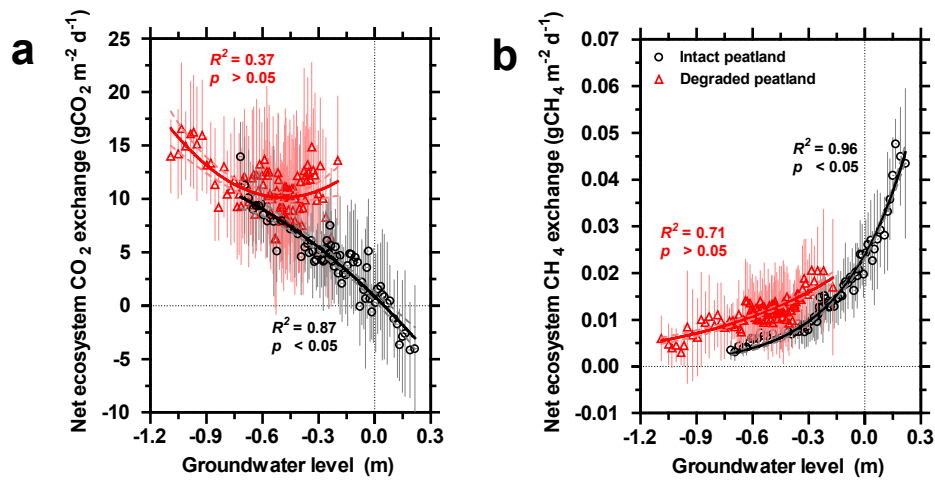 a
Net ecosystem CO2 exchange (gCO2 m-2 d-1)
25
20
15
10
5
0
-5
-10
R2 = 0.37
p > 0.05
R2 = 0.87
p < 0.05
-1.2 -0.9 -0.6 -0.3 0.0 0.3
Groundwater level (m)
b
Net ecosystem CH4 exchange (gCH4 m-2 d-1)
0.07
0.06
0.05
0.04
0.03
0.02
0.01
0.00
-0.01
Intact peatland
Degraded peatland
R2 = 0.96
p < 0.05
R2 = 0.71
p > 0.05
-1.2 -0.9 -0.6 -0.3 0.0 0.3
Groundwater level (m)